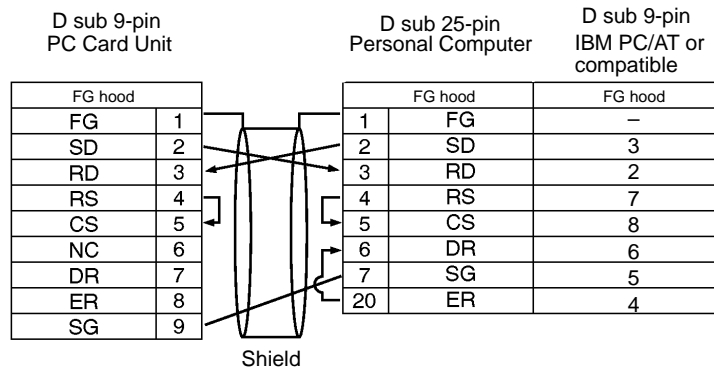 D sub 9-pin
PC Card Unit
D sub 25-pin
Personal Computer
D sub 9-pin
IBM PC/AT or
compatible
FG hood
FG 1
SD 2
RD 3
RS 4
CS 5
NC 6
DR 7
ER 8
SG 9
FG hood FG hood
1 FG –
2 SD 3
3 RD 2
4 RS 7
5 CS 8
6 DR 6
7 SG 5
20 ER 4
Shield